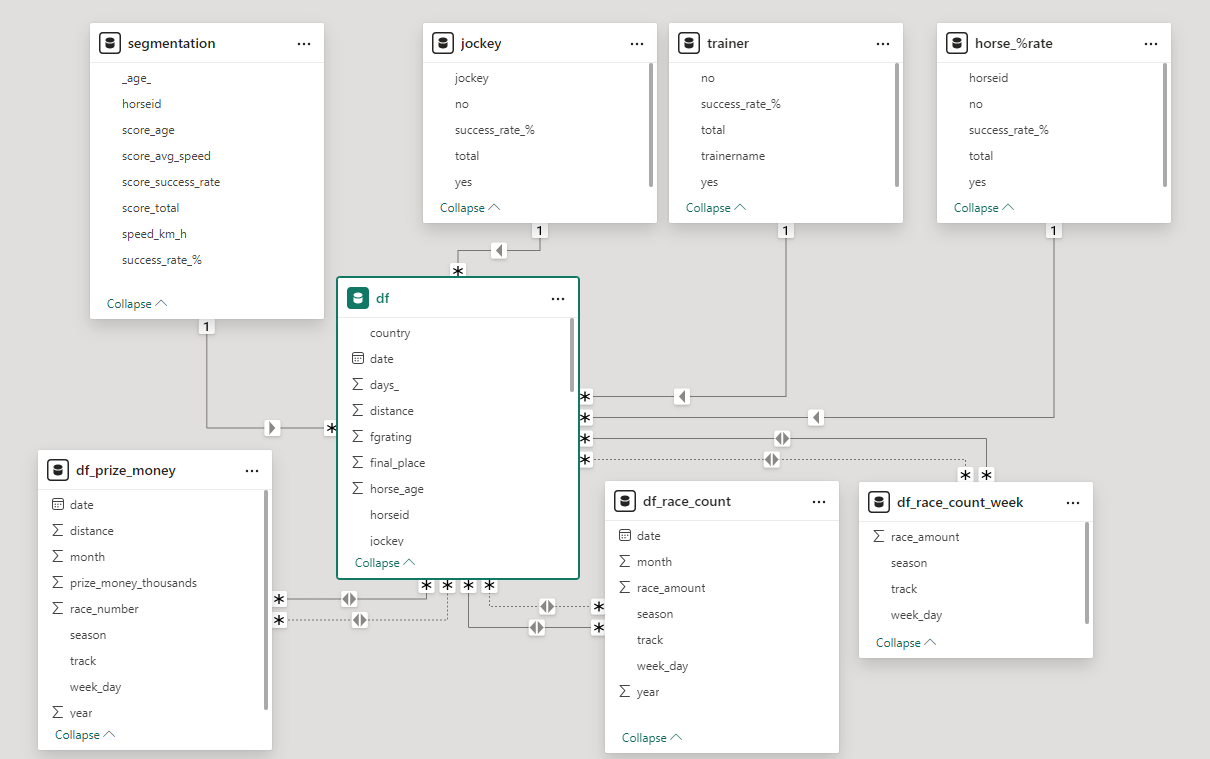 segmentation
_age_
horseid
score_age
score_avg_speed
score_success_rate
score_total
speed_km_h
success_rate_%
Collapse
jockey
jockey
no
success_rate_%
total
yes
Collapse
trainer
no
success_rate_%
total
trainername
yes
Collapse
horse_%rate
horseid
no
success_rate_%
total
yes
Collapse
1
1
1
1
*
*
*
*
*
*
df
country
date
Σ days_
Σ distance
Σ fgrating
Σ final_place
Σ horse_age
horseid
jockey
Collapse
*
*
*
*
df_prize_money
date
Σ distance
Σ month
Σ prize_money_thousands
Σ race_number
season
track
week_day
Σ year
Collapse
*
*
df_race_count
date
Σ month
Σ race_amount
season
track
week_day
Σ year
Collapse
*
*
df_race_count_week
Σ race_amount
season
track
week_day
Collapse
*
*